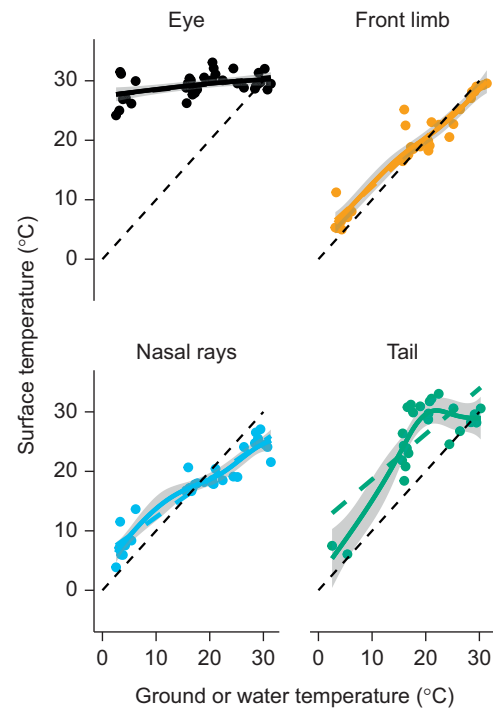 Eye
Front limb
30
20
10
0
Surface temperature (°C)
Nasal rays
Tail
30
20
10
0
0 10 20 30
0 10 20 30
Ground or water temperature (°C)